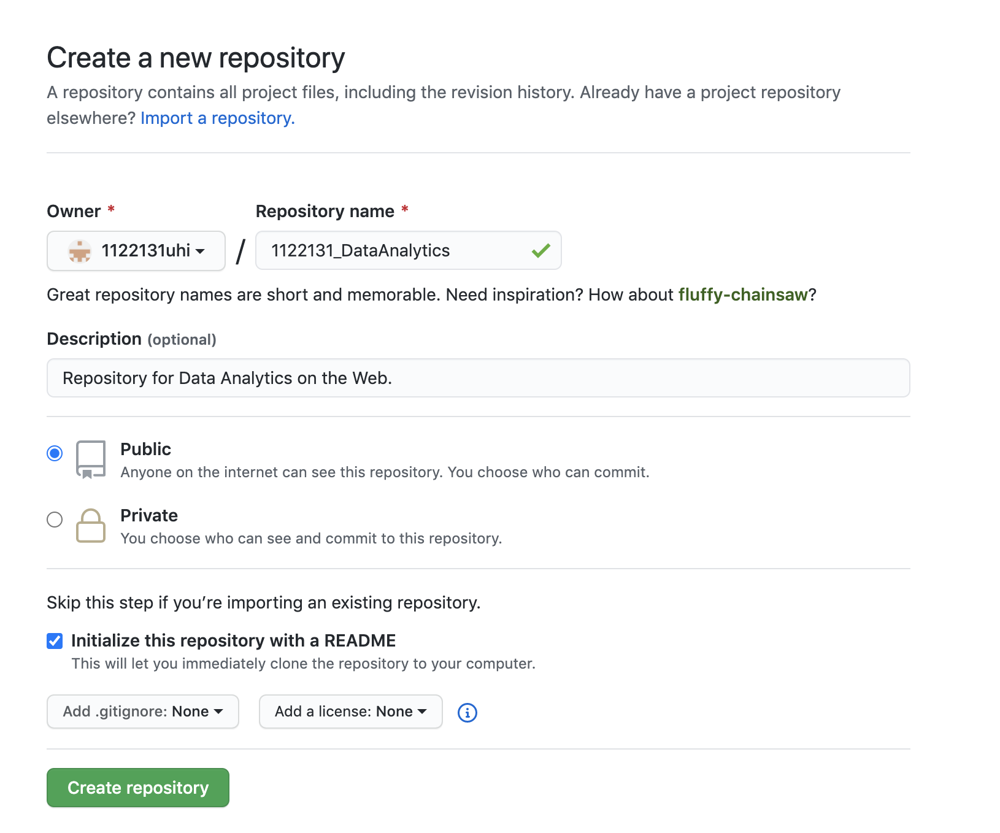 Create a new repository
A repository contains all project files, including the revision history. Already have a project repository
elsewhere? Import a repository.
Owner *
Repository name *
1122131uhi
/
1122131_DataAnalytics
Great repository names are short and memorable. Need inspiration? How about fluffy-chainsaw?
Description (optional)
Repository for Data Analytics on the Web.
Public
Anyone on the internet can see this repository. You choose who can commit.
Private
You choose who can see and commit to this repository.
Skip this step if you’re importing an existing repository.
Initialize this repository with a README
This will let you immediately clone the repository to your computer.
Add .gitignore: None
Add a license: None
Create repository